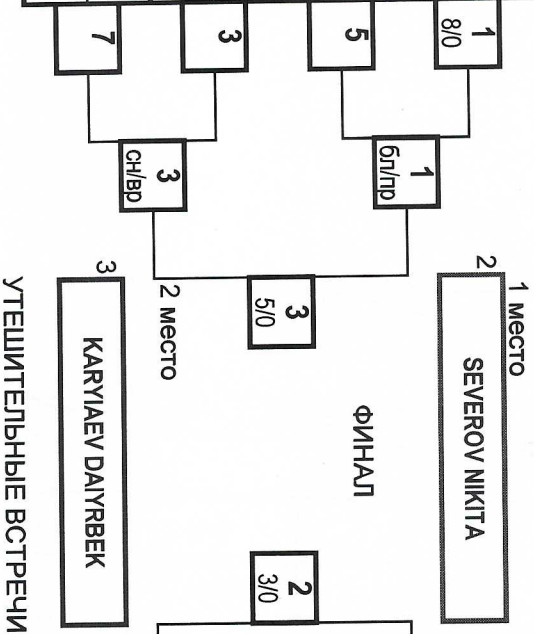 1
8/0
5
3
7
1
бл/пр
3
сн/вр
3
5/0
1 место
2
SEVEROV NIKITA
ФИНАЛ
2 место
3
KARYIAEV DAIYRBEK
2
3/0
УТЕШИТЕЛЬНЫЕ ВСТРЕЧИ